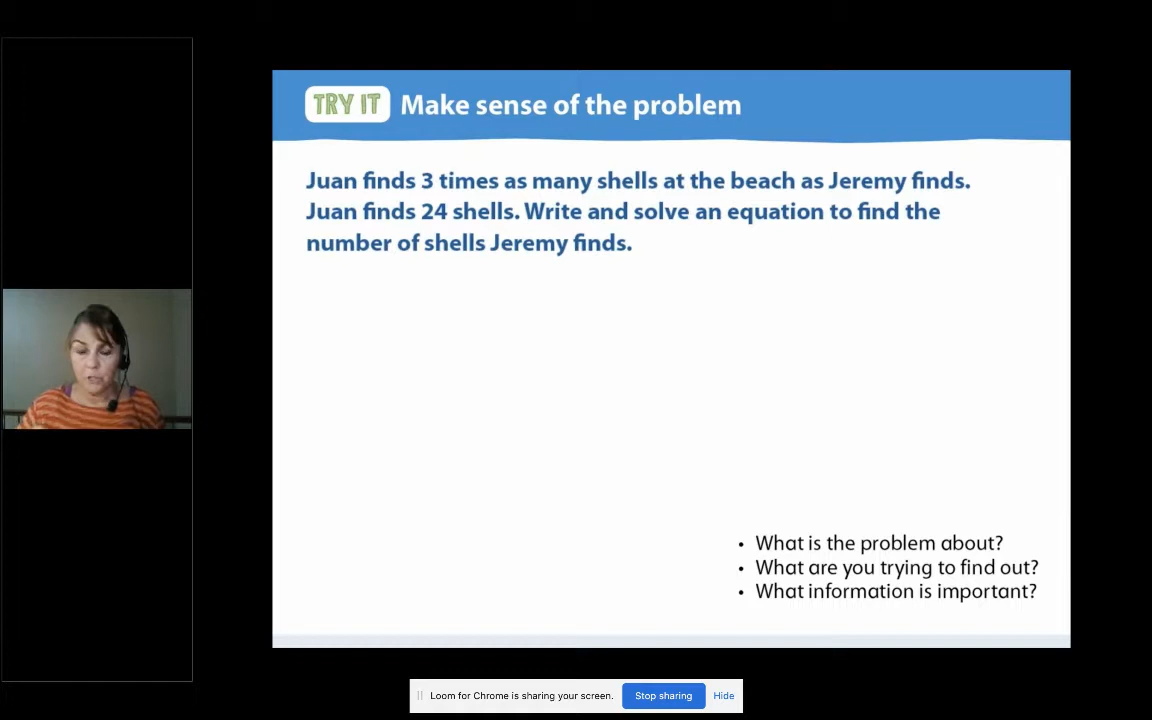 TRY IT Make sense of the problem
Juan finds 3 times as many shells at the beach as Jeremy finds.
Juan finds 24 shells. Write and solve an equation to find the
number of shells Jeremy finds.
• What is the problem about?
• What are you trying to find out?
• What information is important?
Loom for Chrome is sharing your screen. Stop sharing Hide